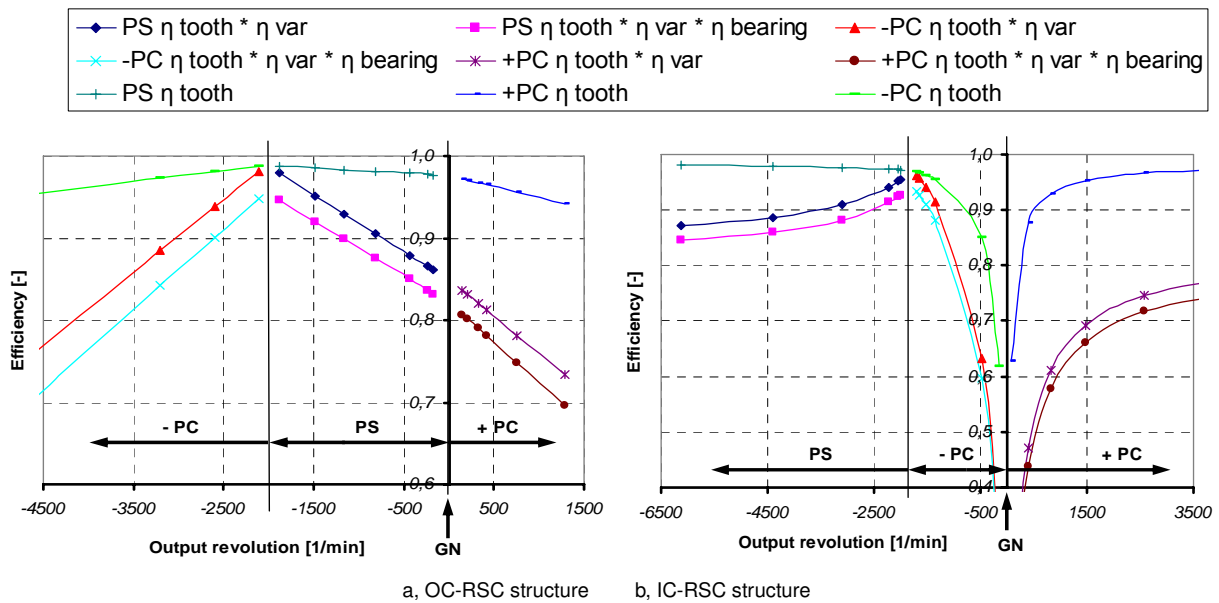 PS η tooth * η var
PS η tooth * η var * η bearing
-PC η tooth * η var
-PC η tooth * η var * η bearing
+PC η tooth * η var
+PC η tooth * η var * η bearing
PS η tooth
+PC η tooth
-PC η tooth
Efficiency [-]
1,0
0,9
0,8
0,7
0,6
- PC
PS
+ PC
-4500
-3500
-2500
-1500
-500
500
1500
Output revolution [1/min]
GN
Efficiency [-]
1,0
0,9
0,8
0,7
0,6
0,5
0,4
PS
- PC
+ PC
-6500
-4500
-2500
-500
1500
3500
Output revolution [1/min]
GN
a, OC-RSC structure
b, IC-RSC structure